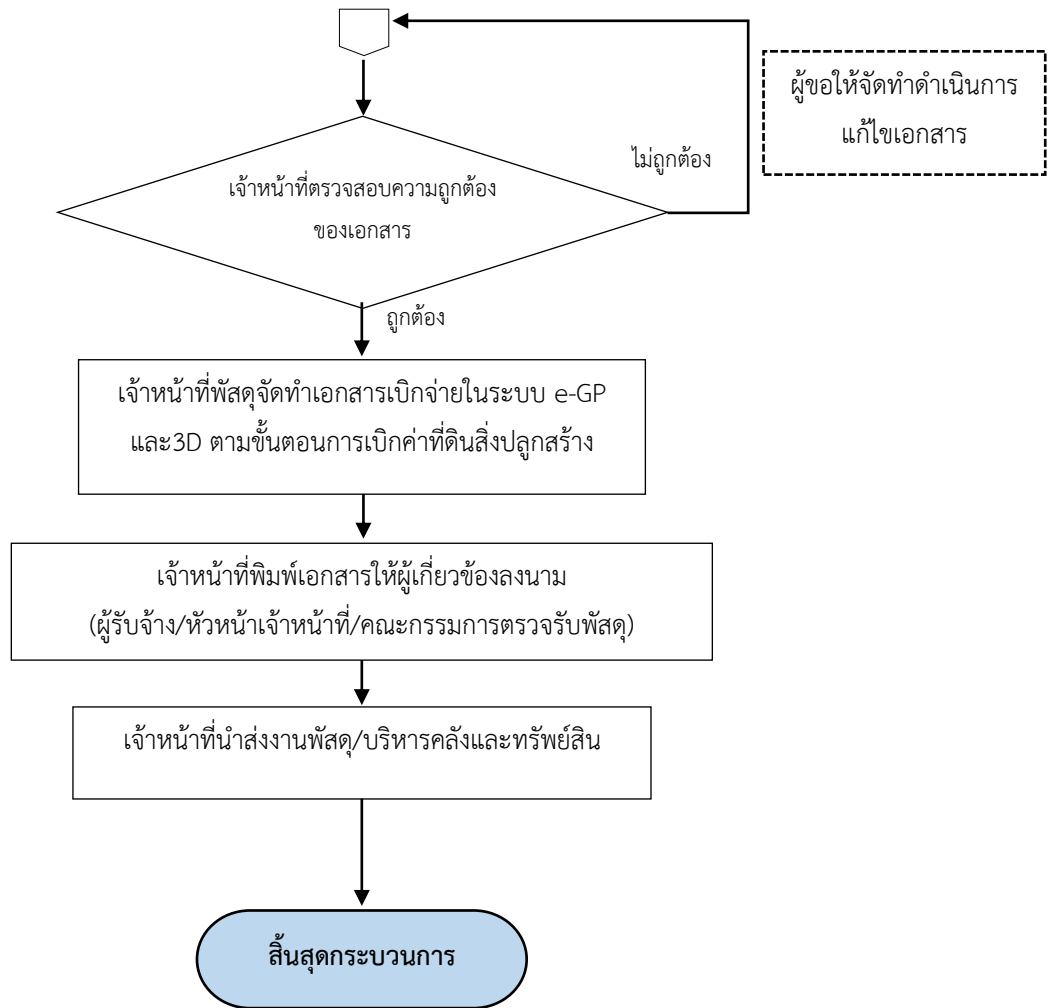 ผู้ขอให้จัดทำดำเนินการ
แก้ไขเอกสาร
ไม่ถูกต้อง
เจ้าหน้าที่ตรวจสอบความถูกต้อง
ของเอกสาร
ถูกต้อง
เจ้าหน้าที่พัสดุจัดทำเอกสารเบิกจ่ายในระบบ e-GP
และ3D ตามขั้นตอนการเบิกค่าที่ดินสิ่งปลูกสร้าง
เจ้าหน้าที่พิมพ์เอกสารให้ผู้เกี่ยวข้องลงนาม
(ผู้รับจ้าง/หัวหน้าเจ้าหน้าที่/คณะกรรมการตรวจรับพัสดุ)
เจ้าหน้าที่นำส่งงานพัสดุ/บริหารคลังและทรัพย์สิน
สิ้นสุดกระบวนการ